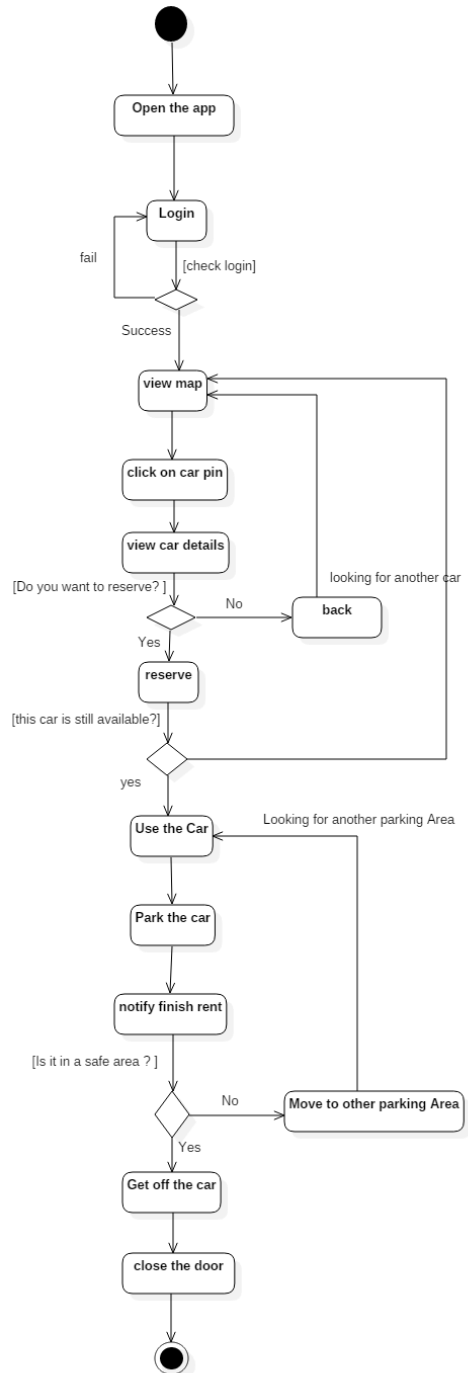 Open the app
Login
fail
[check login]
Success
view map
click on car pin
view car details
[Do you want to reserve? ]
looking for another car
No
back
Yes
reserve
[this car is still available?]
yes
Use the Car
Looking for another parking Area
Park the car
notify finish rent
[Is it in a safe area ? ]
No
Move to other parking Area
Yes
Get off the car
close the door